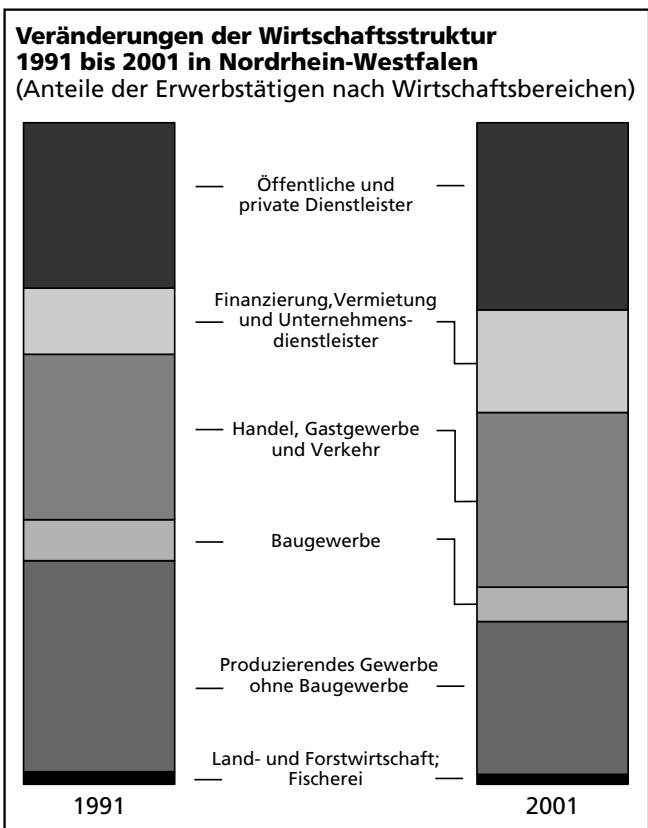 Veränderungen der Wirtschaftsstruktur
1991 bis 2001 in Nordrhein-Westfalen
(Anteile der Erwerbstätigen nach Wirtschaftsbereichen)
Öffentliche und
private Dienstleister
Finanzierung,Vermietung
und Unternehmens-
dienstleister
Handel, Gastgewerbe
und Verkehr
Baugewerbe
Produzierendes Gewerbe
ohne Baugewerbe
Land- und Forstwirtschaft;
Fischerei
1991
2001